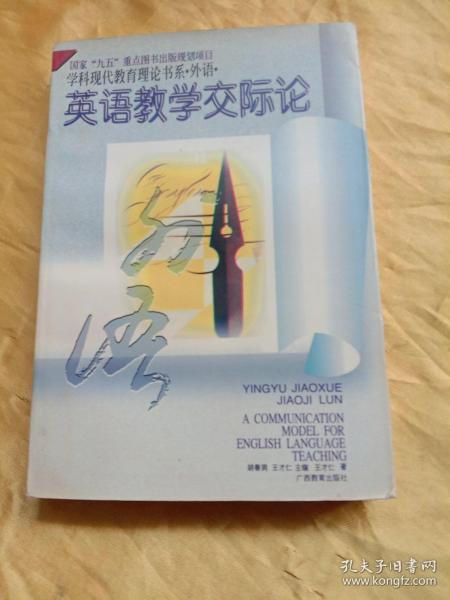 国家“九五”重点图书出版规划项目
学科现代教育理论书系·外语·
英语教学交际论
外语
YINGYU JIAOXUE
JIAOJI LUN
A COMMUNICATION
MODEL FOR
ENGLISH LANGUAGE
TEACHING
胡春洞 王才仁 主编 王才仁 著
广西教育出版社
孔夫子旧书网
www.kongfz.com